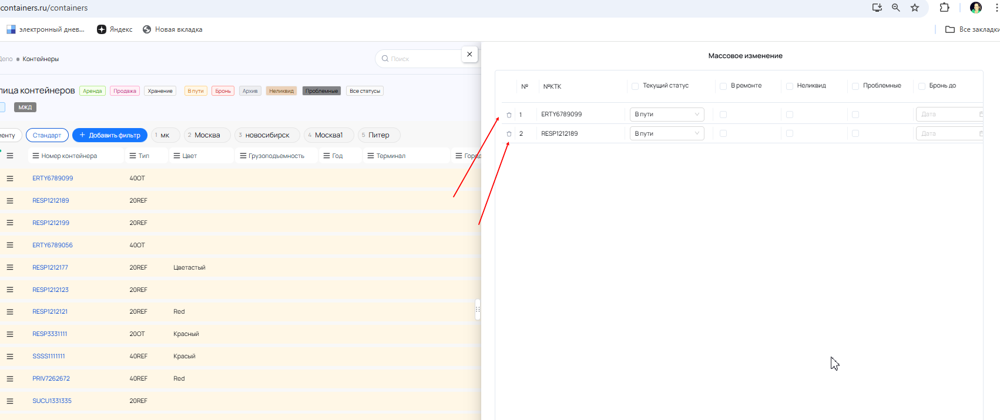 containers.ru/containers
электронный днев... Яндекс Новая вкладка Все закладки
Депо Контейнеры Поиск
Массовое изменение
лица контейнеров Аренда Продажа Хранение В пути Бронь Архив Неликвид Проблемные Все статусы
МЖД
№ №КТК Текущий статус В ремонте Неликвид Проблемные Бронь до
1 ERTY6789099 В пути Дата
2 RESP1212189 В пути Дата
иенту Стандарт + Добавить фильтр 1 мк 2 Москва 3 новосибирск 4 Москва1 5 Питер
Номер контейнера Тип Цвет Грузоподъемность Год Терминал Город
ERTY6789099 40OT
RESP1212189 20REF
RESP1212199 20REF
ERTY6789056 40OT
RESP1212177 20REF Цветастый
RESP1212123 20REF
RESP1212121 20REF Red
RESP3331111 20OT Красный
SSSS1111111 40REF Красый
PRIV7262672 40REF Red
SUCU1331335 20REF